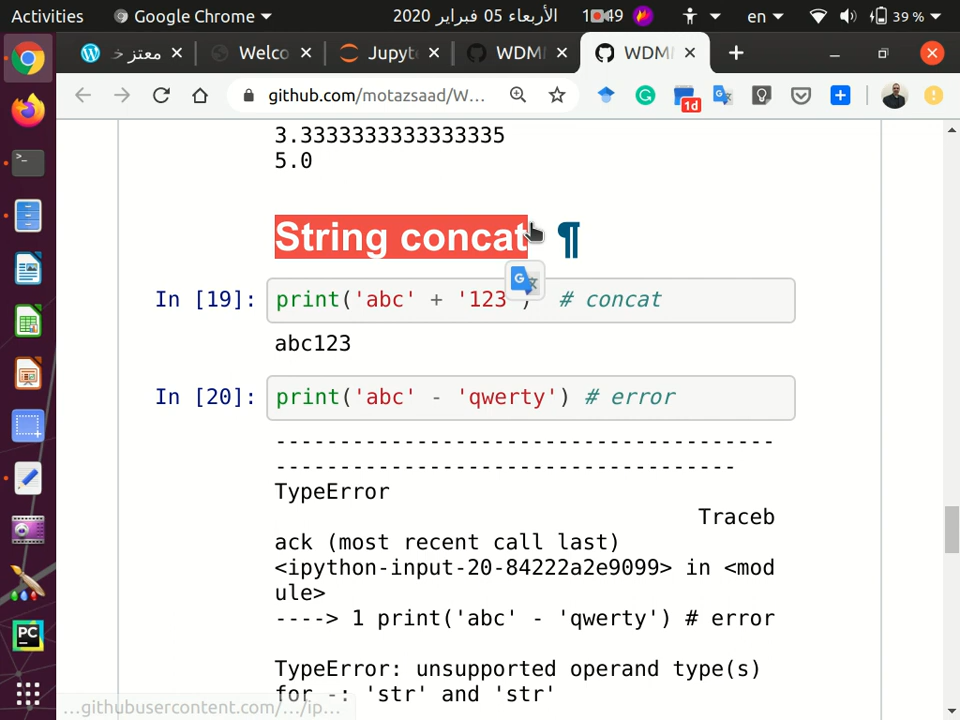 Activities
Google Chrome
الأربعاء 05 فبراير 2020
en
39 %
معتز خ
Welco
Jupyt
WDM
WDM
github.com/motazsaad/W...
1d
3.3333333333333335
5.0
String concat ¶
In [19]: print('abc' + '123') # concat
abc123
In [20]: print('abc' - 'qwerty') # error
---------------------------------------
------------------------------------
TypeError
Traceb
ack (most recent call last)
<ipython-input-20-84222a2e9099> in <mod
ule>
----> 1 print('abc' - 'qwerty') # error
TypeError: unsupported operand type(s)
for -: 'str' and 'str'
...githubusercontent.com/.../ip...
PC